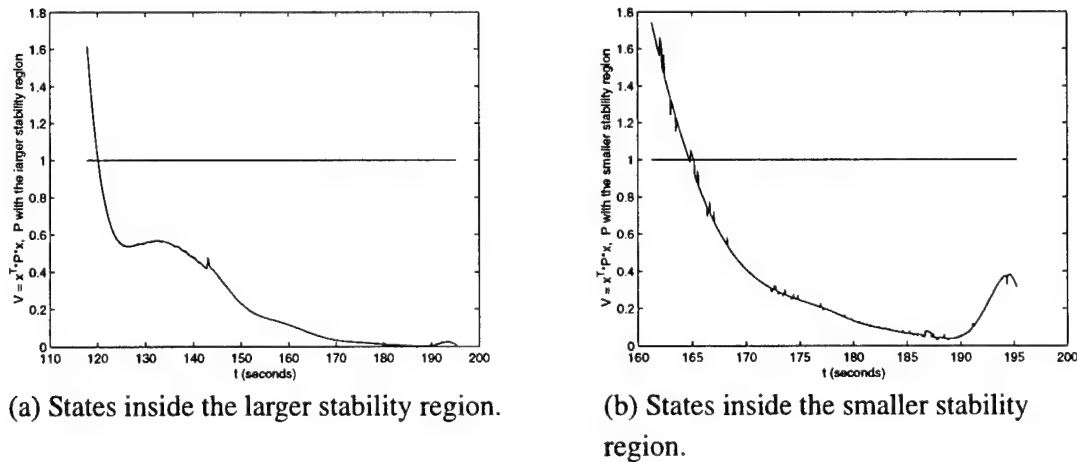 1.8
1.6
1.4
1.2
1
0.8
0.6
0.4
0.2
0
110 120 130 140 150 160 170 180 190 200
t (seconds)
V = x^T*P*x, P with the larger stability region
(a) States inside the larger stability region.
1.8
1.6
1.4
1.2
1
0.8
0.6
0.4
0.2
0
160 165 170 175 180 185 190 195 200
t (seconds)
V = x^T*P*x, P with the smaller stability region
(b) States inside the smaller stability
region.